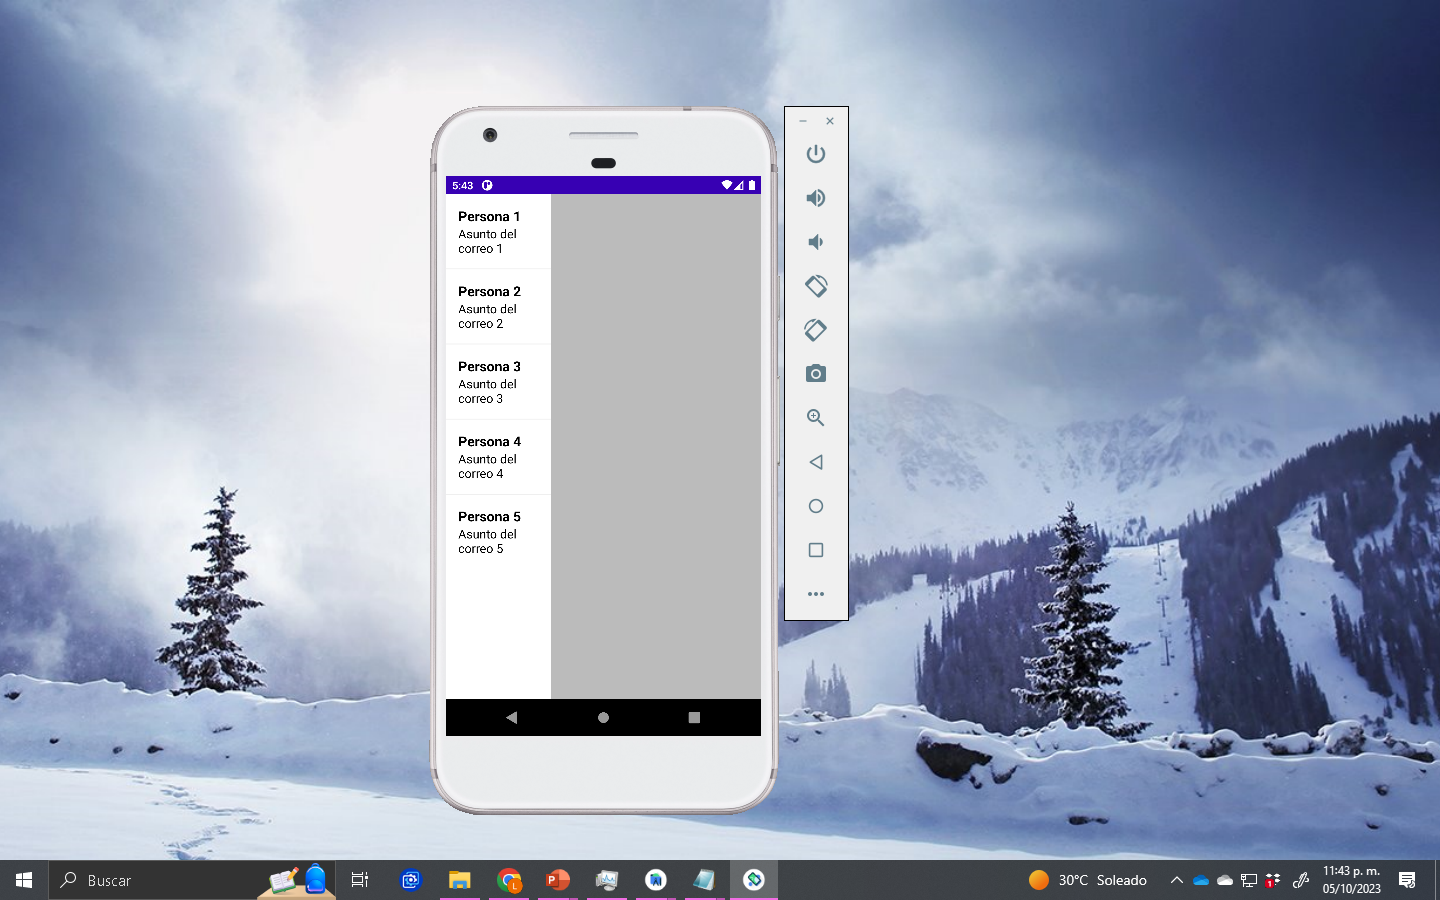 5:43
Persona 1
Asunto del
correo 1
Persona 2
Asunto del
correo 2
Persona 3
Asunto del
correo 3
Persona 4
Asunto del
correo 4
Persona 5
Asunto del
correo 5
Buscar
L
1
30°C Soleado
11:43 p. m.
05/10/2023